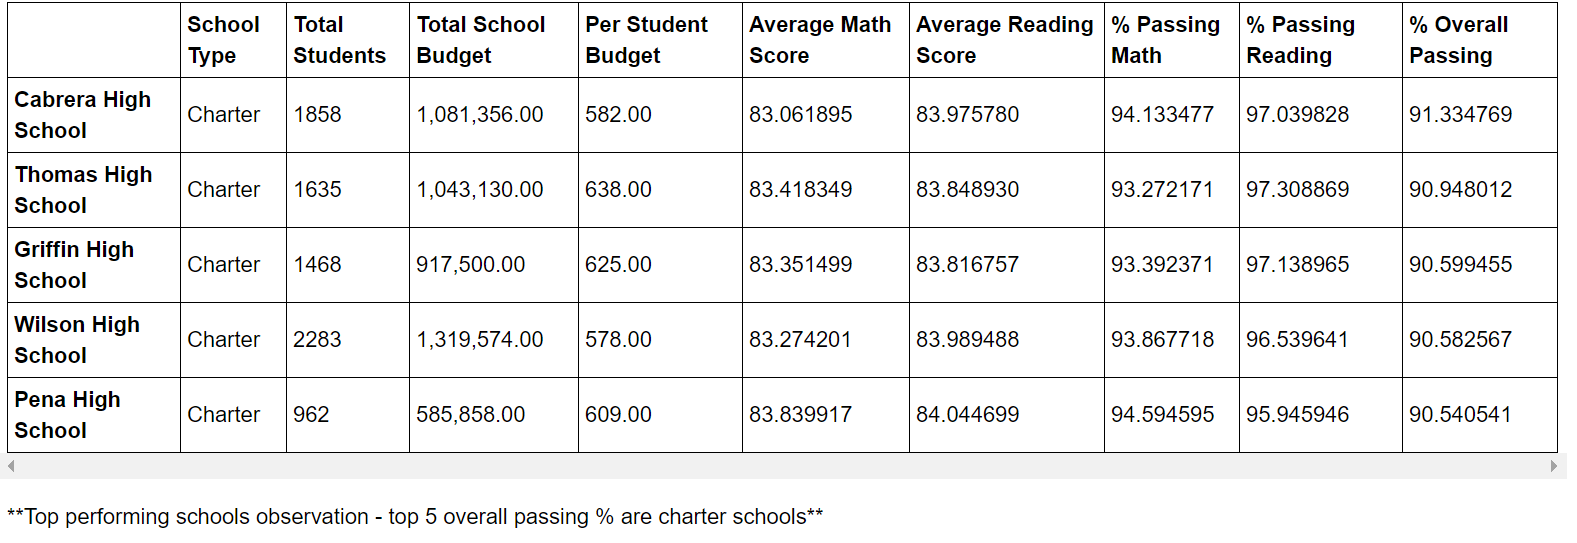 School Type Total Students Total School Budget Per Student Budget Average Math Score Average Reading Score % Passing Math % Passing Reading % Overall Passing
Cabrera High School Charter 1858 1,081,356.00 582.00 83.061895 83.975780 94.133477 97.039828 91.334769
Thomas High School Charter 1635 1,043,130.00 638.00 83.418349 83.848930 93.272171 97.308869 90.948012
Griffin High School Charter 1468 917,500.00 625.00 83.351499 83.816757 93.392371 97.138965 90.599455
Wilson High School Charter 2283 1,319,574.00 578.00 83.274201 83.989488 93.867718 96.539641 90.582567
Pena High School Charter 962 585,858.00 609.00 83.839917 84.044699 94.594595 95.945946 90.540541
**Top performing schools observation - top 5 overall passing % are charter schools**